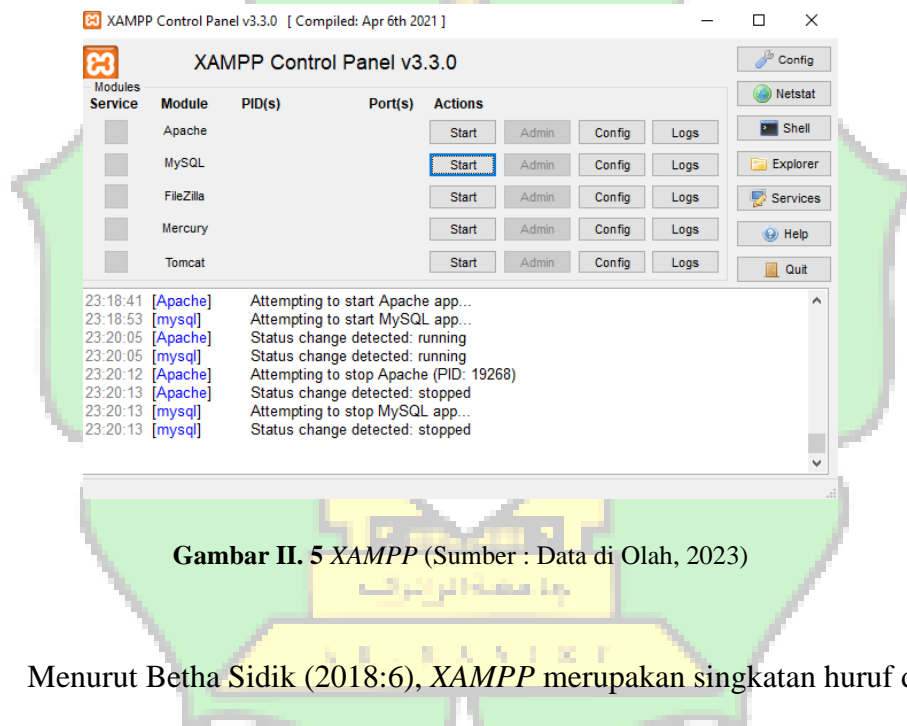 XAMPP Control Panel v3.3.0 [ Compiled: Apr 6th 2021 ]
XAMPP Control Panel v3.3.0
Config
Modules
Netstat
Service Module PID(s) Port(s) Actions
Apache Start Admin Config Logs Shell
MySQL Start Admin Config Logs Explorer
FileZilla Start Admin Config Logs Services
Mercury Start Admin Config Logs Help
Tomcat Start Admin Config Logs Quit
23:18:41 [Apache] Attempting to start Apache app...
23:18:53 [mysql] Attempting to start MySQL app...
23:20:05 [Apache] Status change detected: running
23:20:05 [mysql] Status change detected: running
23:20:12 [Apache] Attempting to stop Apache (PID: 19268)
23:20:13 [Apache] Status change detected: stopped
23:20:13 [mysql] Attempting to stop MySQL app...
23:20:13 [mysql] Status change detected: stopped
Gambar II. 5 XAMPP (Sumber : Data di Olah, 2023)
Menurut Betha Sidik (2018:6), XAMPP merupakan singkatan huruf